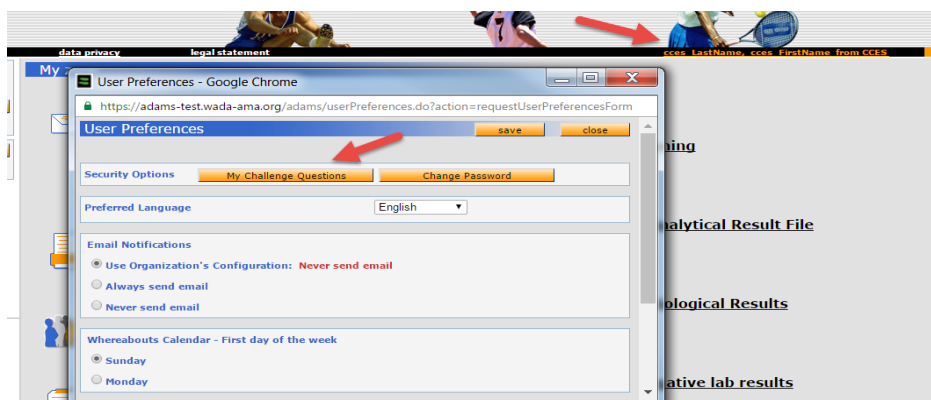 data privacy legal statement cces_LastName, cces_FirstName from CCES
My
User Preferences - Google Chrome
https://adams-test.wada-ama.org/adams/userPreferences.do?action=requestUserPreferencesForm
User Preferences save close
Security Options My Challenge Questions Change Password
Preferred Language English
alytical Result File
Email Notifications
Use Organization's Configuration: Never send email
Always send email
Never send email
ological Results
Whereabouts Calendar - First day of the week
Sunday
Monday
ative lab results